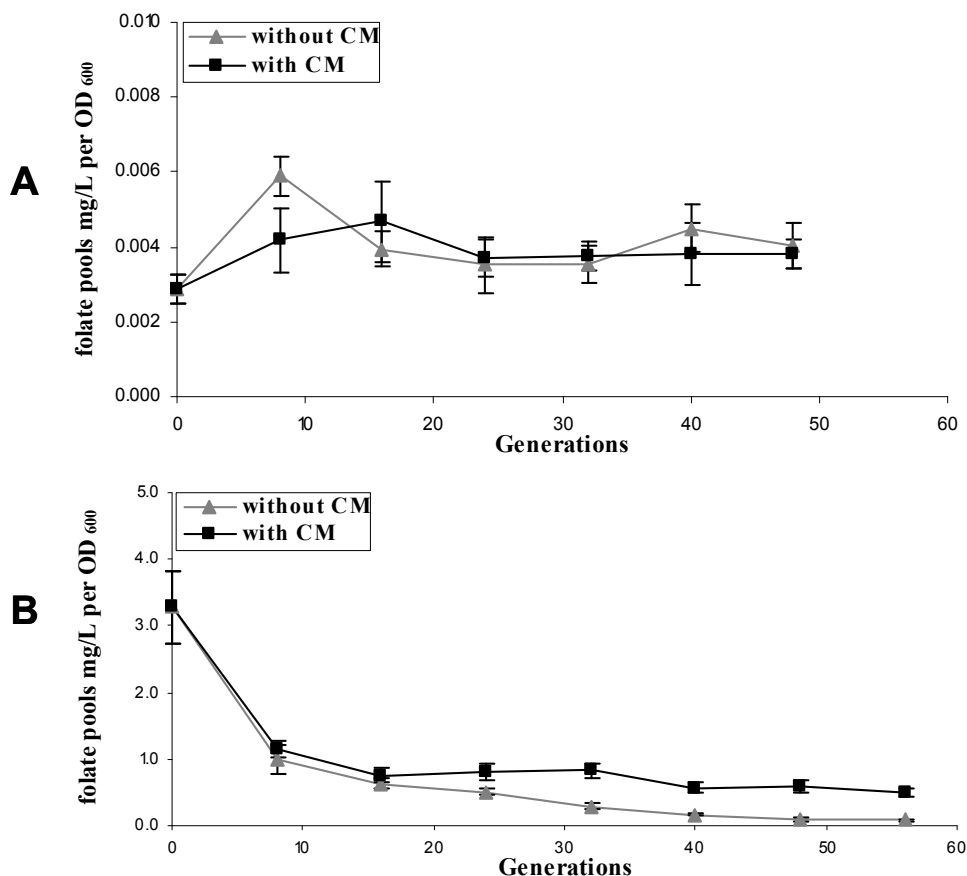 A
folate pools mg/L per OD 600
0.010
0.008
0.006
0.004
0.002
0.000
without CM
with CM
0 10 20 30 40 50 60
Generations
B
folate pools mg/L per OD 600
5.0
4.0
3.0
2.0
1.0
0.0
without CM
with CM
0 10 20 30 40 50 60
Generations